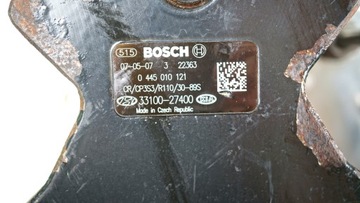 515 BOSCH
07-05-07 3 22363
0 445 010 121
CR/CP3S3/R110/30-89S
33100-27400
Made in Czech Republic